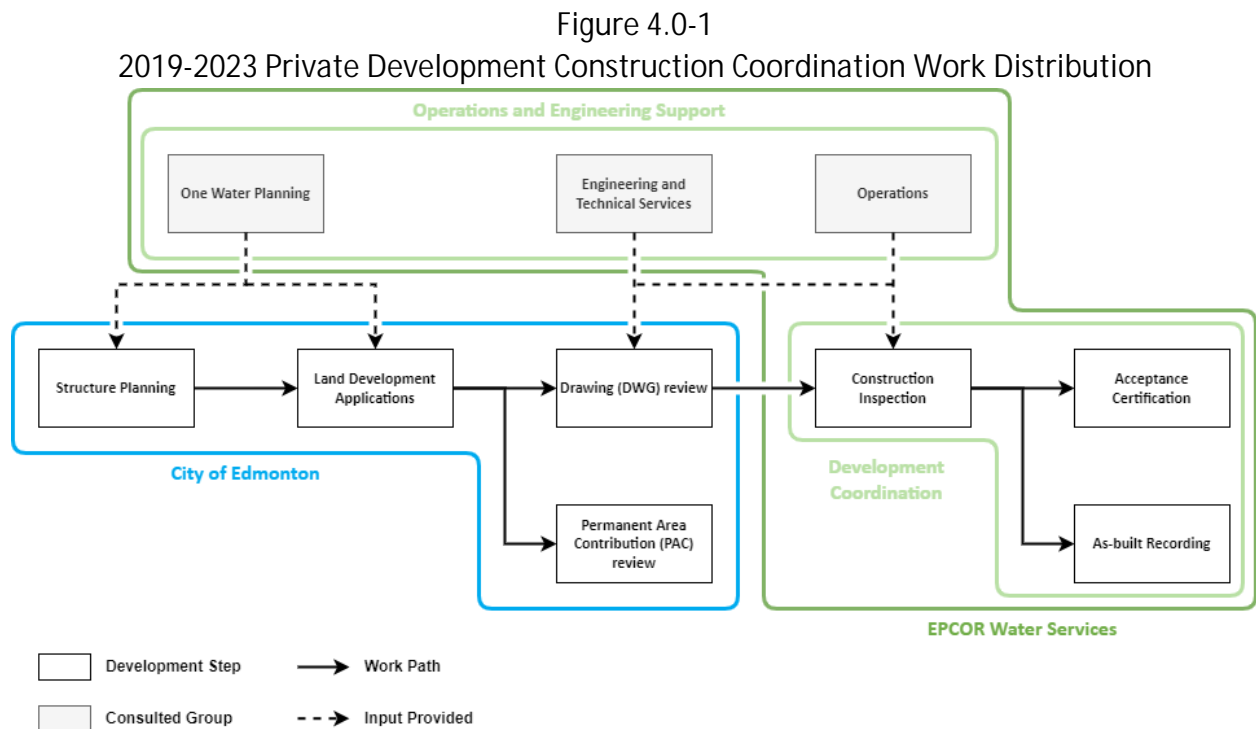 Figure 4.0-1
2019-2023 Private Development Construction Coordination Work Distribution
Operations and Engineering Support
One Water Planning
Engineering and
Technical Services
Operations
Structure Planning
Land Development
Applications
Drawing (DWG) review
Construction
Inspection
Acceptance
Certification
City of Edmonton
Development
Coordination
Permanent Area
Contribution (PAC)
review
As-built Recording
EPCOR Water Services
Development Step
Work Path
Consulted Group
Input Provided